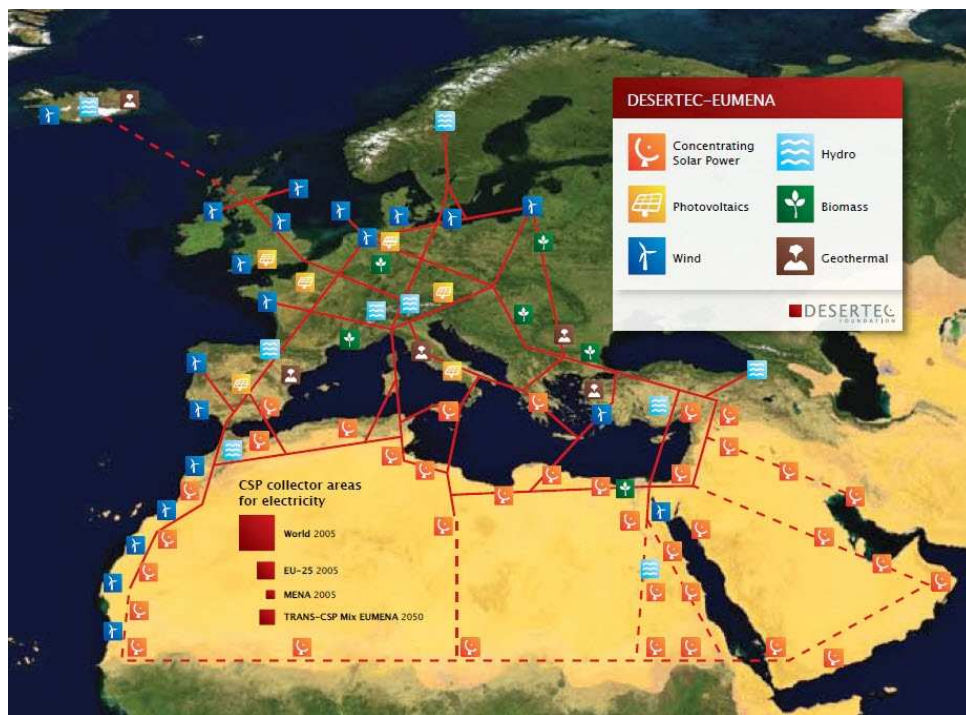 DESERTEC–EUMENA
Concentrating
Solar Power
Hydro
Photovoltaics
Biomass
Wind
Geothermal
DESERTEC
FOUNDATION
CSP collector areas
for electricity
World 2005
EU–25 2005
MENA 2005
TRANS–CSP Mix EUMENA 2050